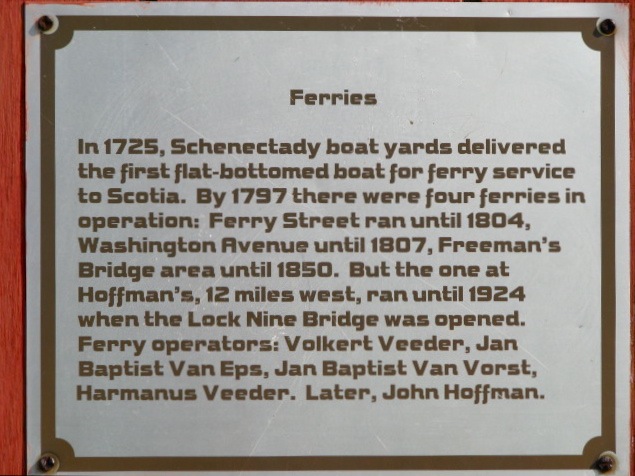 Ferries
In 1725, Schenectady boat yards delivered
the first flat-bottomed boat for ferry service
to Scotia.  By 1797 there were four ferries in
operation:  Ferry Street ran until 1804,
Washington Avenue until 1807, Freeman's
Bridge area until 1850.  But the one at
Hoffman's, 12 miles west, ran until 1924
when the Lock Nine Bridge was opened.
Ferry operators: Volkert Veeder, Jan
Baptist Van Eps, Jan Baptist Van Vorst,
Harmanus Veeder.  Later, John Hoffman.